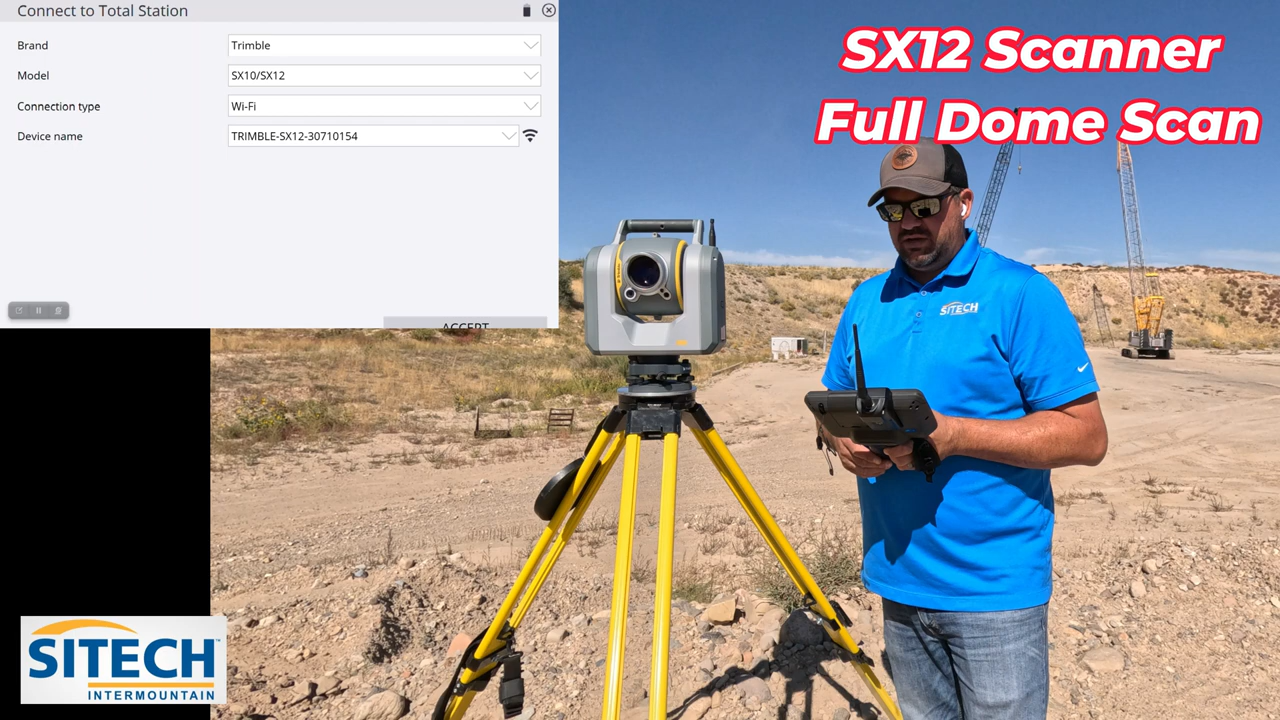 Connect to Total Station
Brand
Trimble
Model
SX10/SX12
Connection type
Wi-Fi
Device name
TRIMBLE-SX12-30710154
ACCEPT
SX12 Scanner
Full Dome Scan
SITECH
SITECH
INTERMOUNTAIN